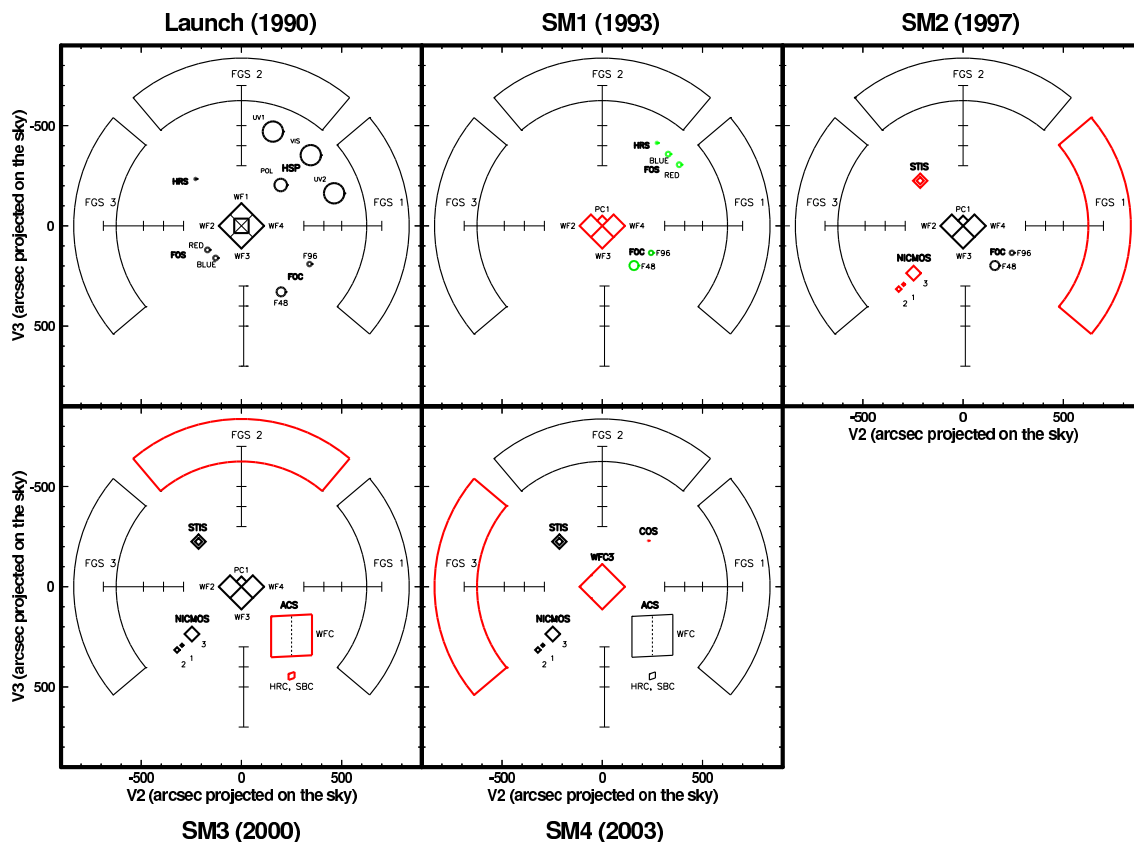 Launch (1990)
SM1 (1993)
SM2 (1997)
V3 (arcsec projected on the sky)
-500
0
500
FGS 2
FGS 3
FGS 1
UV1
VIS
POL
HSP
UV2
HRS
WF1
WF2
WF4
WF3
RED
FOS
BLUE
F96
FOC
F48
FGS 2
HRS
BLUE
FOS
RED
PC1
WF2
WF4
WF3
FOC
F96
F48
FGS 2
FGS 3
FGS 1
STIS
PC1
WF2
WF4
WF3
FOC
F96
F48
NICMOS
3
1
2
-500
0
500
V2 (arcsec projected on the sky)
V3 (arcsec projected on the sky)
-500
0
500
FGS 2
FGS 3
FGS 1
STIS
PC1
WF2
WF4
WF3
ACS
WFC
HRC, SBC
NICMOS
3
1
2
-500
0
500
V2 (arcsec projected on the sky)
SM3 (2000)
FGS 2
FGS 3
FGS 1
STIS
COS
WFC3
ACS
WFC
HRC, SBC
NICMOS
3
1
2
-500
0
500
V2 (arcsec projected on the sky)
SM4 (2003)